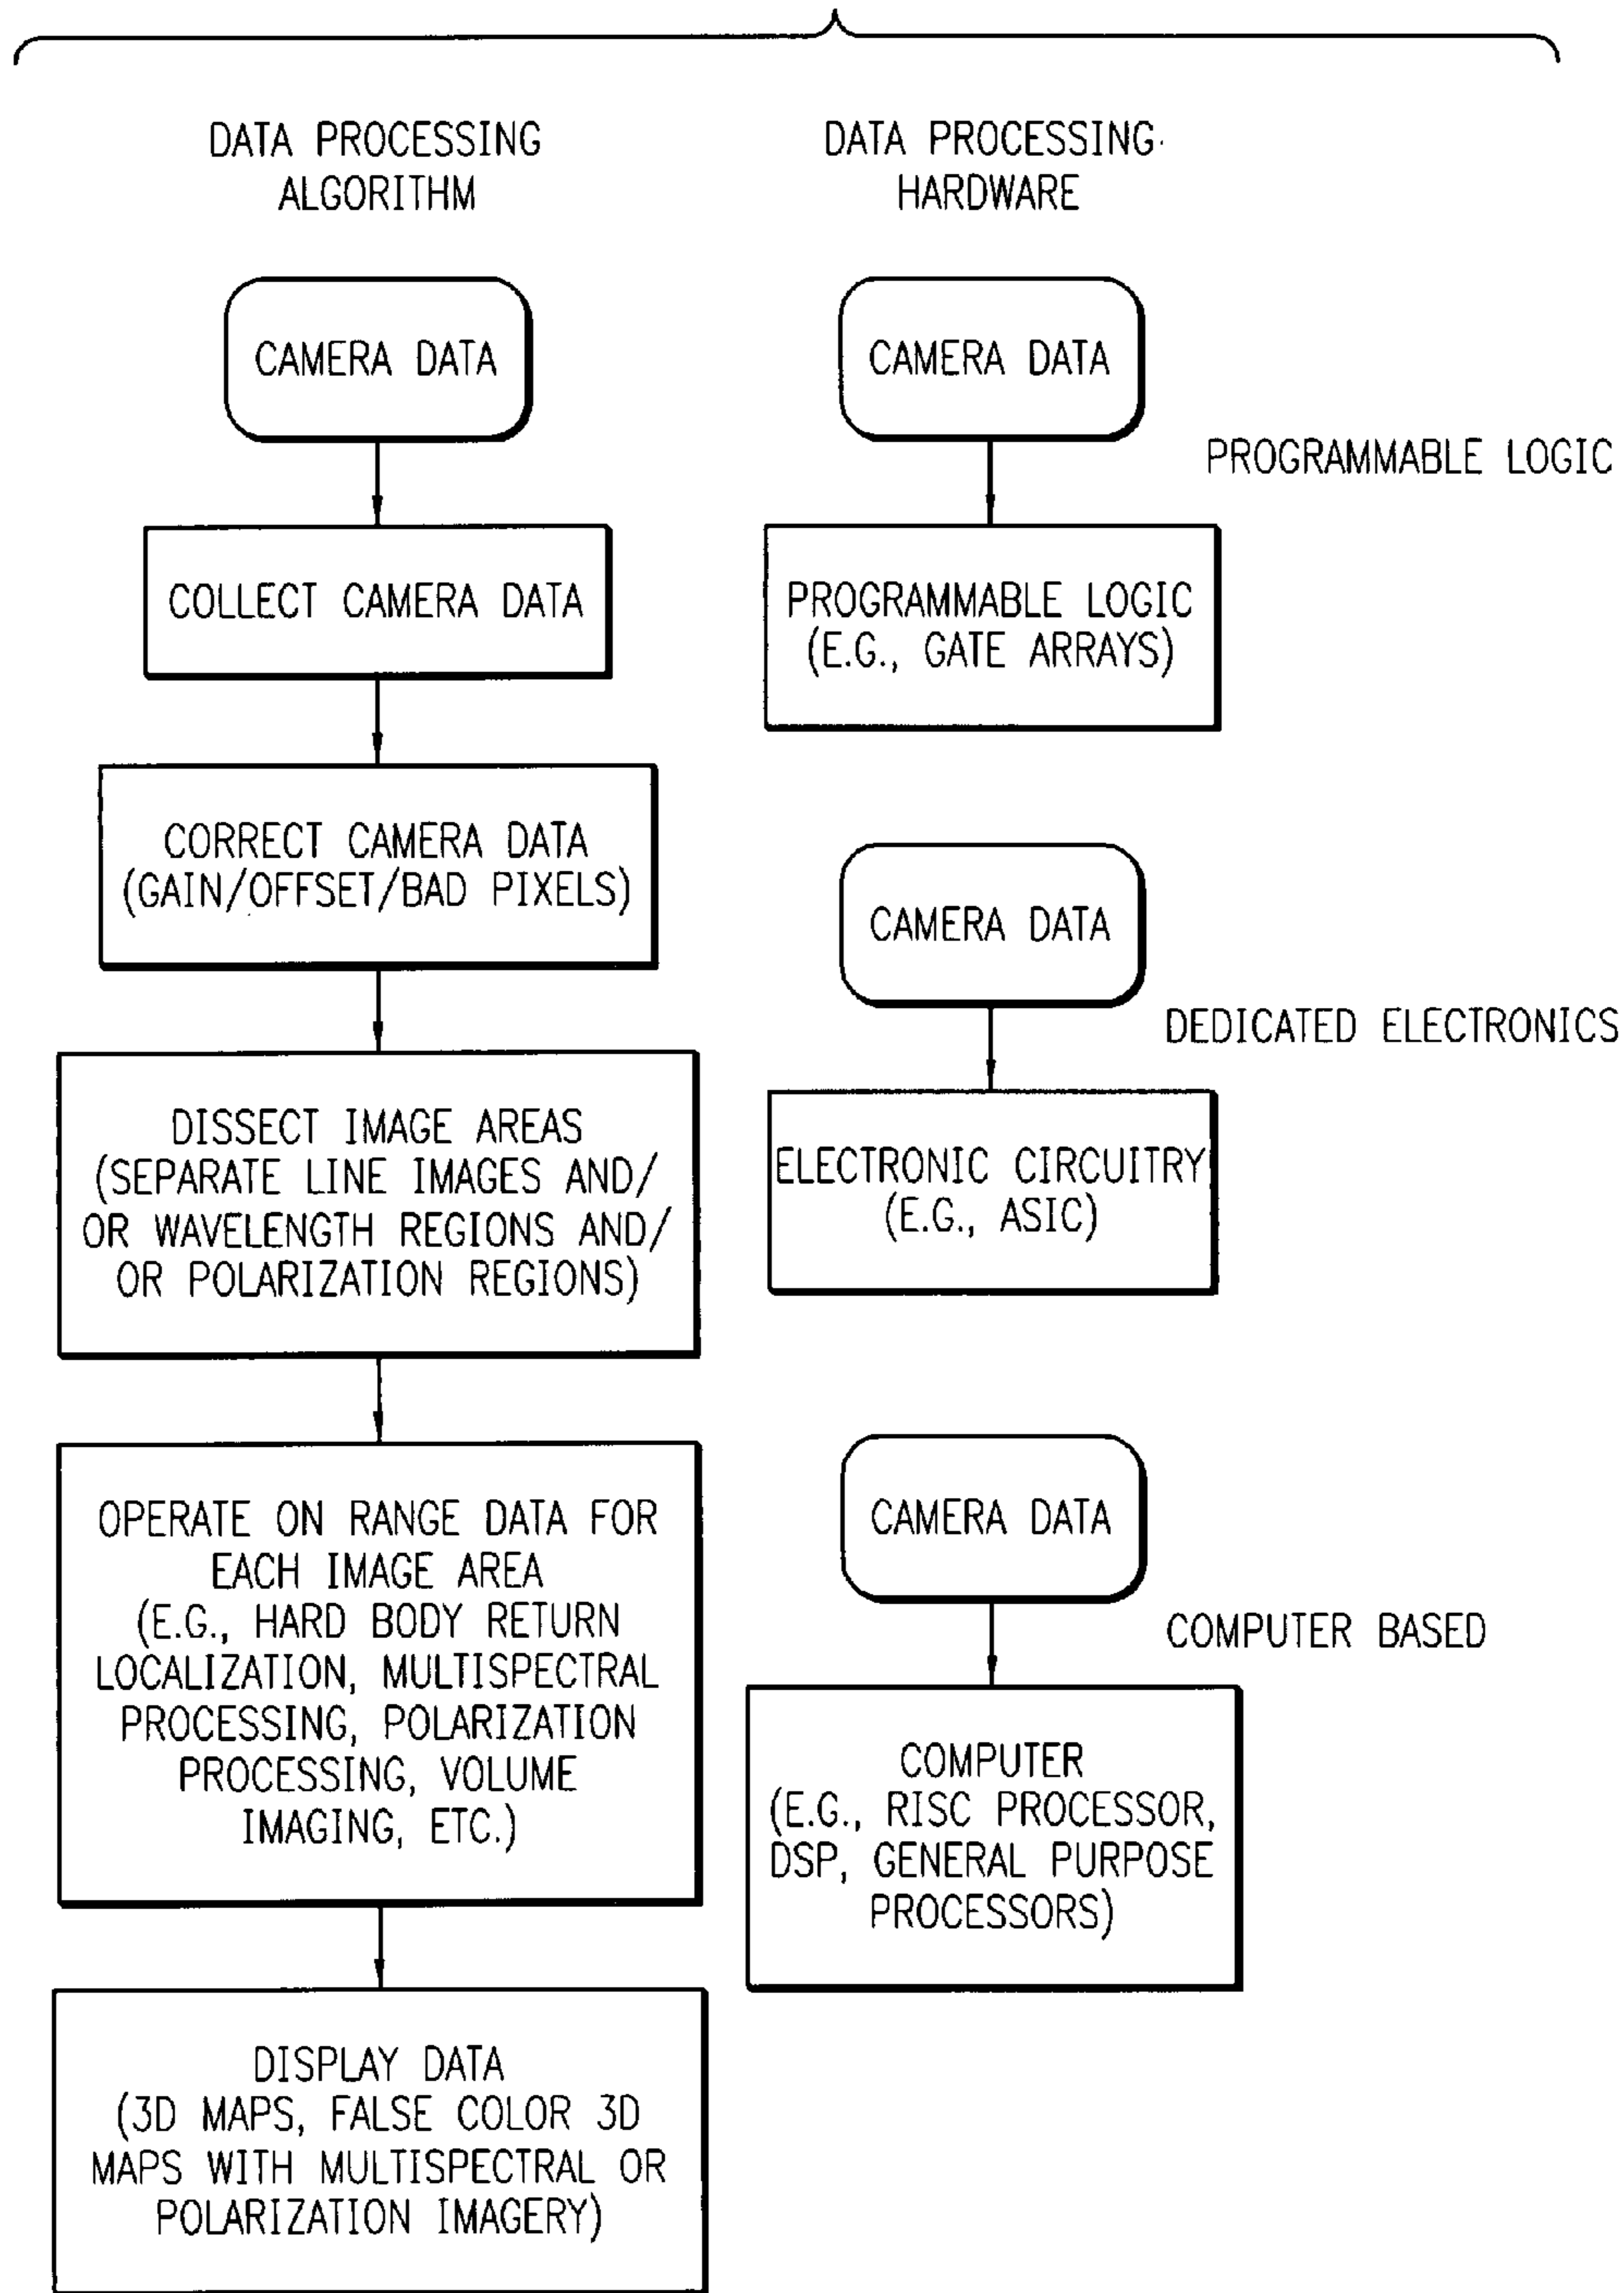 DATA PROCESSING
ALGORITHM
CAMERA DATA
COLLECT CAMERA DATA
CORRECT CAMERA DATA
(GAIN/OFFSET/BAD PIXELS)
DISSECT IMAGE AREAS
(SEPARATE LINE IMAGES AND/
OR WAVELENGTH REGIONS AND/
OR POLARIZATION REGIONS)
OPERATE ON RANGE DATA FOR
EACH IMAGE AREA
(E.G., HARD BODY RETURN
LOCALIZATION, MULTISPECTRAL
PROCESSING, POLARIZATION
PROCESSING, VOLUME
IMAGING, ETC.)
DISPLAY DATA
(3D MAPS, FALSE COLOR 3D
MAPS WITH MULTISPECTRAL OR
POLARIZATION IMAGERY)
DATA PROCESSING
HARDWARE
CAMERA DATA
PROGRAMMABLE LOGIC
PROGRAMMABLE LOGIC
(E.G., GATE ARRAYS)
CAMERA DATA
DEDICATED ELECTRONICS
ELECTRONIC CIRCUITRY
(E.G., ASIC)
CAMERA DATA
COMPUTER BASED
COMPUTER
(E.G., RISC PROCESSOR,
DSP, GENERAL PURPOSE
PROCESSORS)